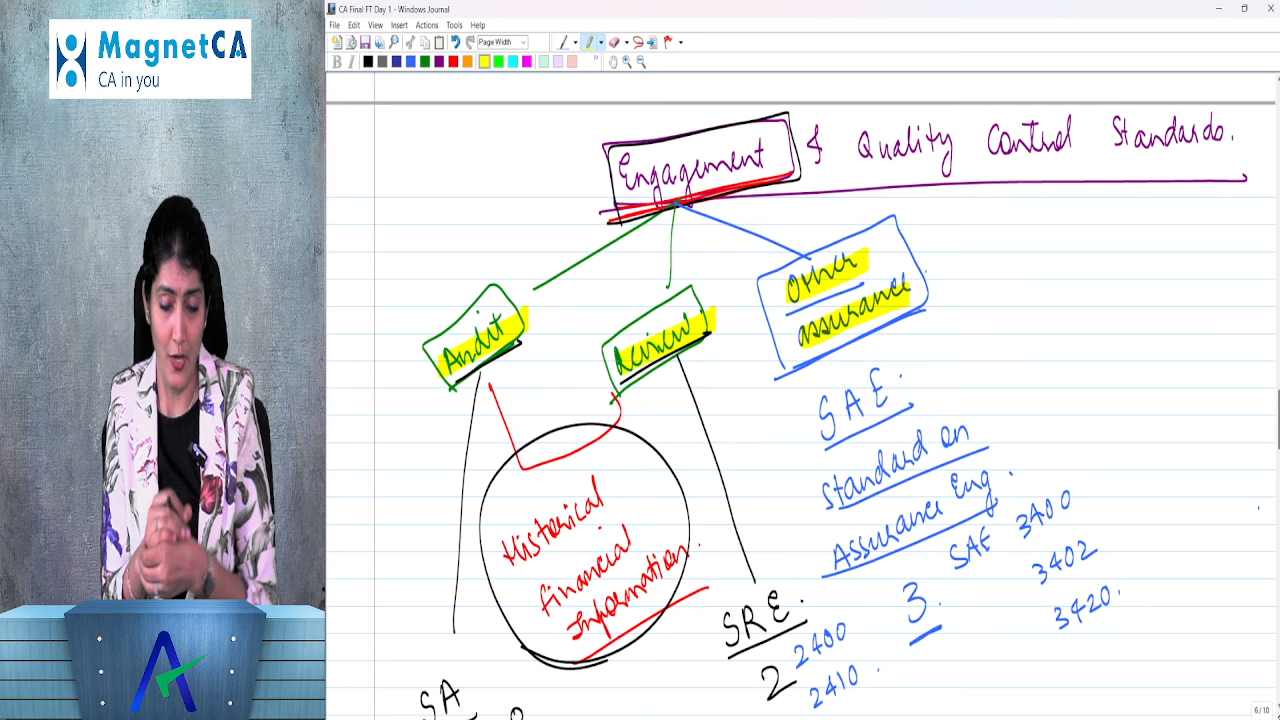 MagnetCA
CA in you
CA Final FT Day 1 - Windows Journal
File Edit View Insert Actions Tools Help
Page Width
B I
Engagement & Quality Control Standards.
Audit
Review
Other
assurance
Historical
financial
Information.
SAE.
Standard on
Assurance Eng.
3 SAE 3400
3402
3420.
SRE.
2 2400
2410.
SA
6 / 10